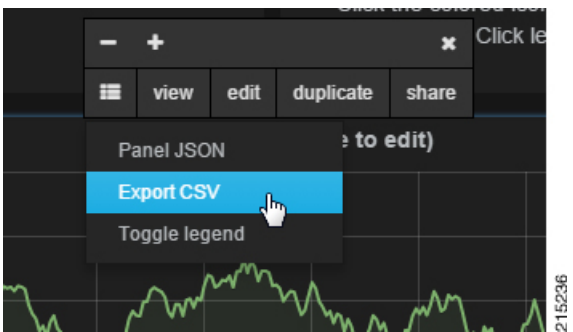 − + ✖ Click le
view edit duplicate share
to edit)
Panel JSON
Export CSV
Toggle legend
215236